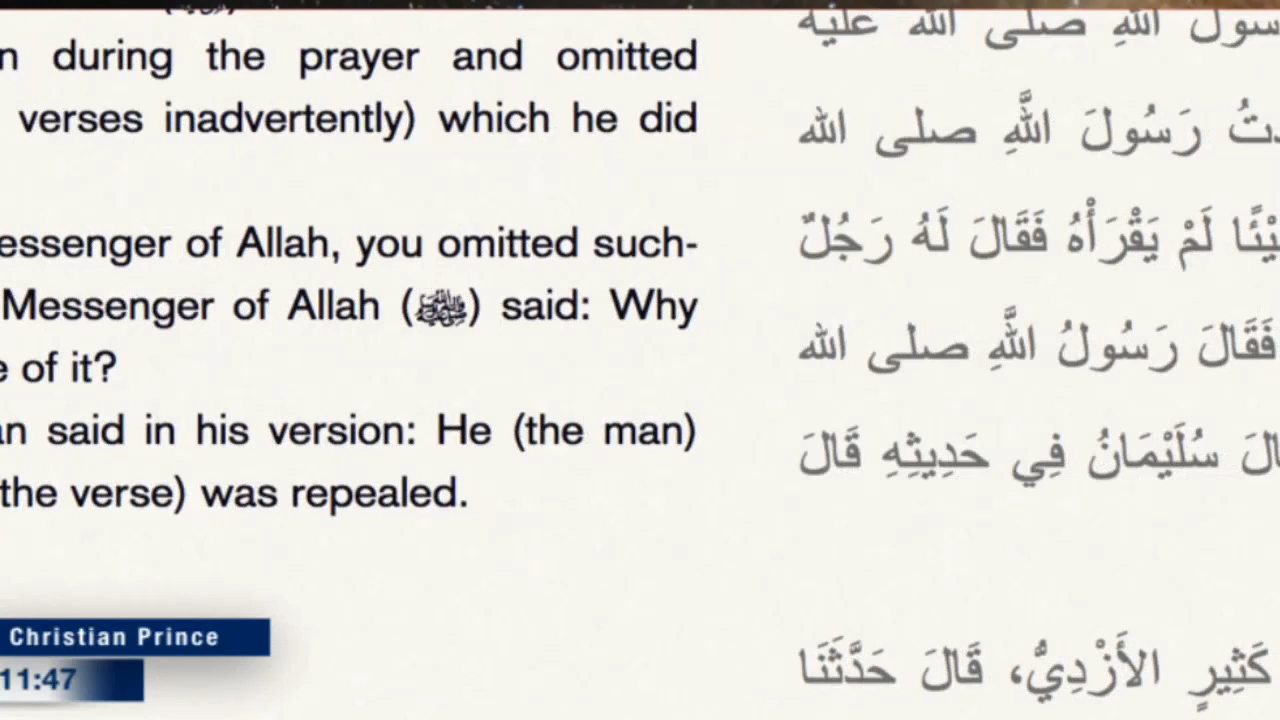 n during the prayer and omitted
verses inadvertently) which he did
essenger of Allah, you omitted such-
Messenger of Allah (ﷺ) said: Why
e of it?
an said in his version: He (the man)
the verse) was repealed.
سول اللهِ صلى الله عليه
دتُ رَسُولَ اللَّهِ صلى الله
يْئًا لَمْ يَقْرَأْهُ فَقَالَ لَهُ رَجُلٌ
فَقَالَ رَسُولُ اللَّهِ صلى الله
الَ سُلَيْمَانُ فِي حَدِيثِهِ قَالَ
كَثِيرٍ الأَزْدِيُّ، قَالَ حَدَّثَنَا
Christian Prince
11:47